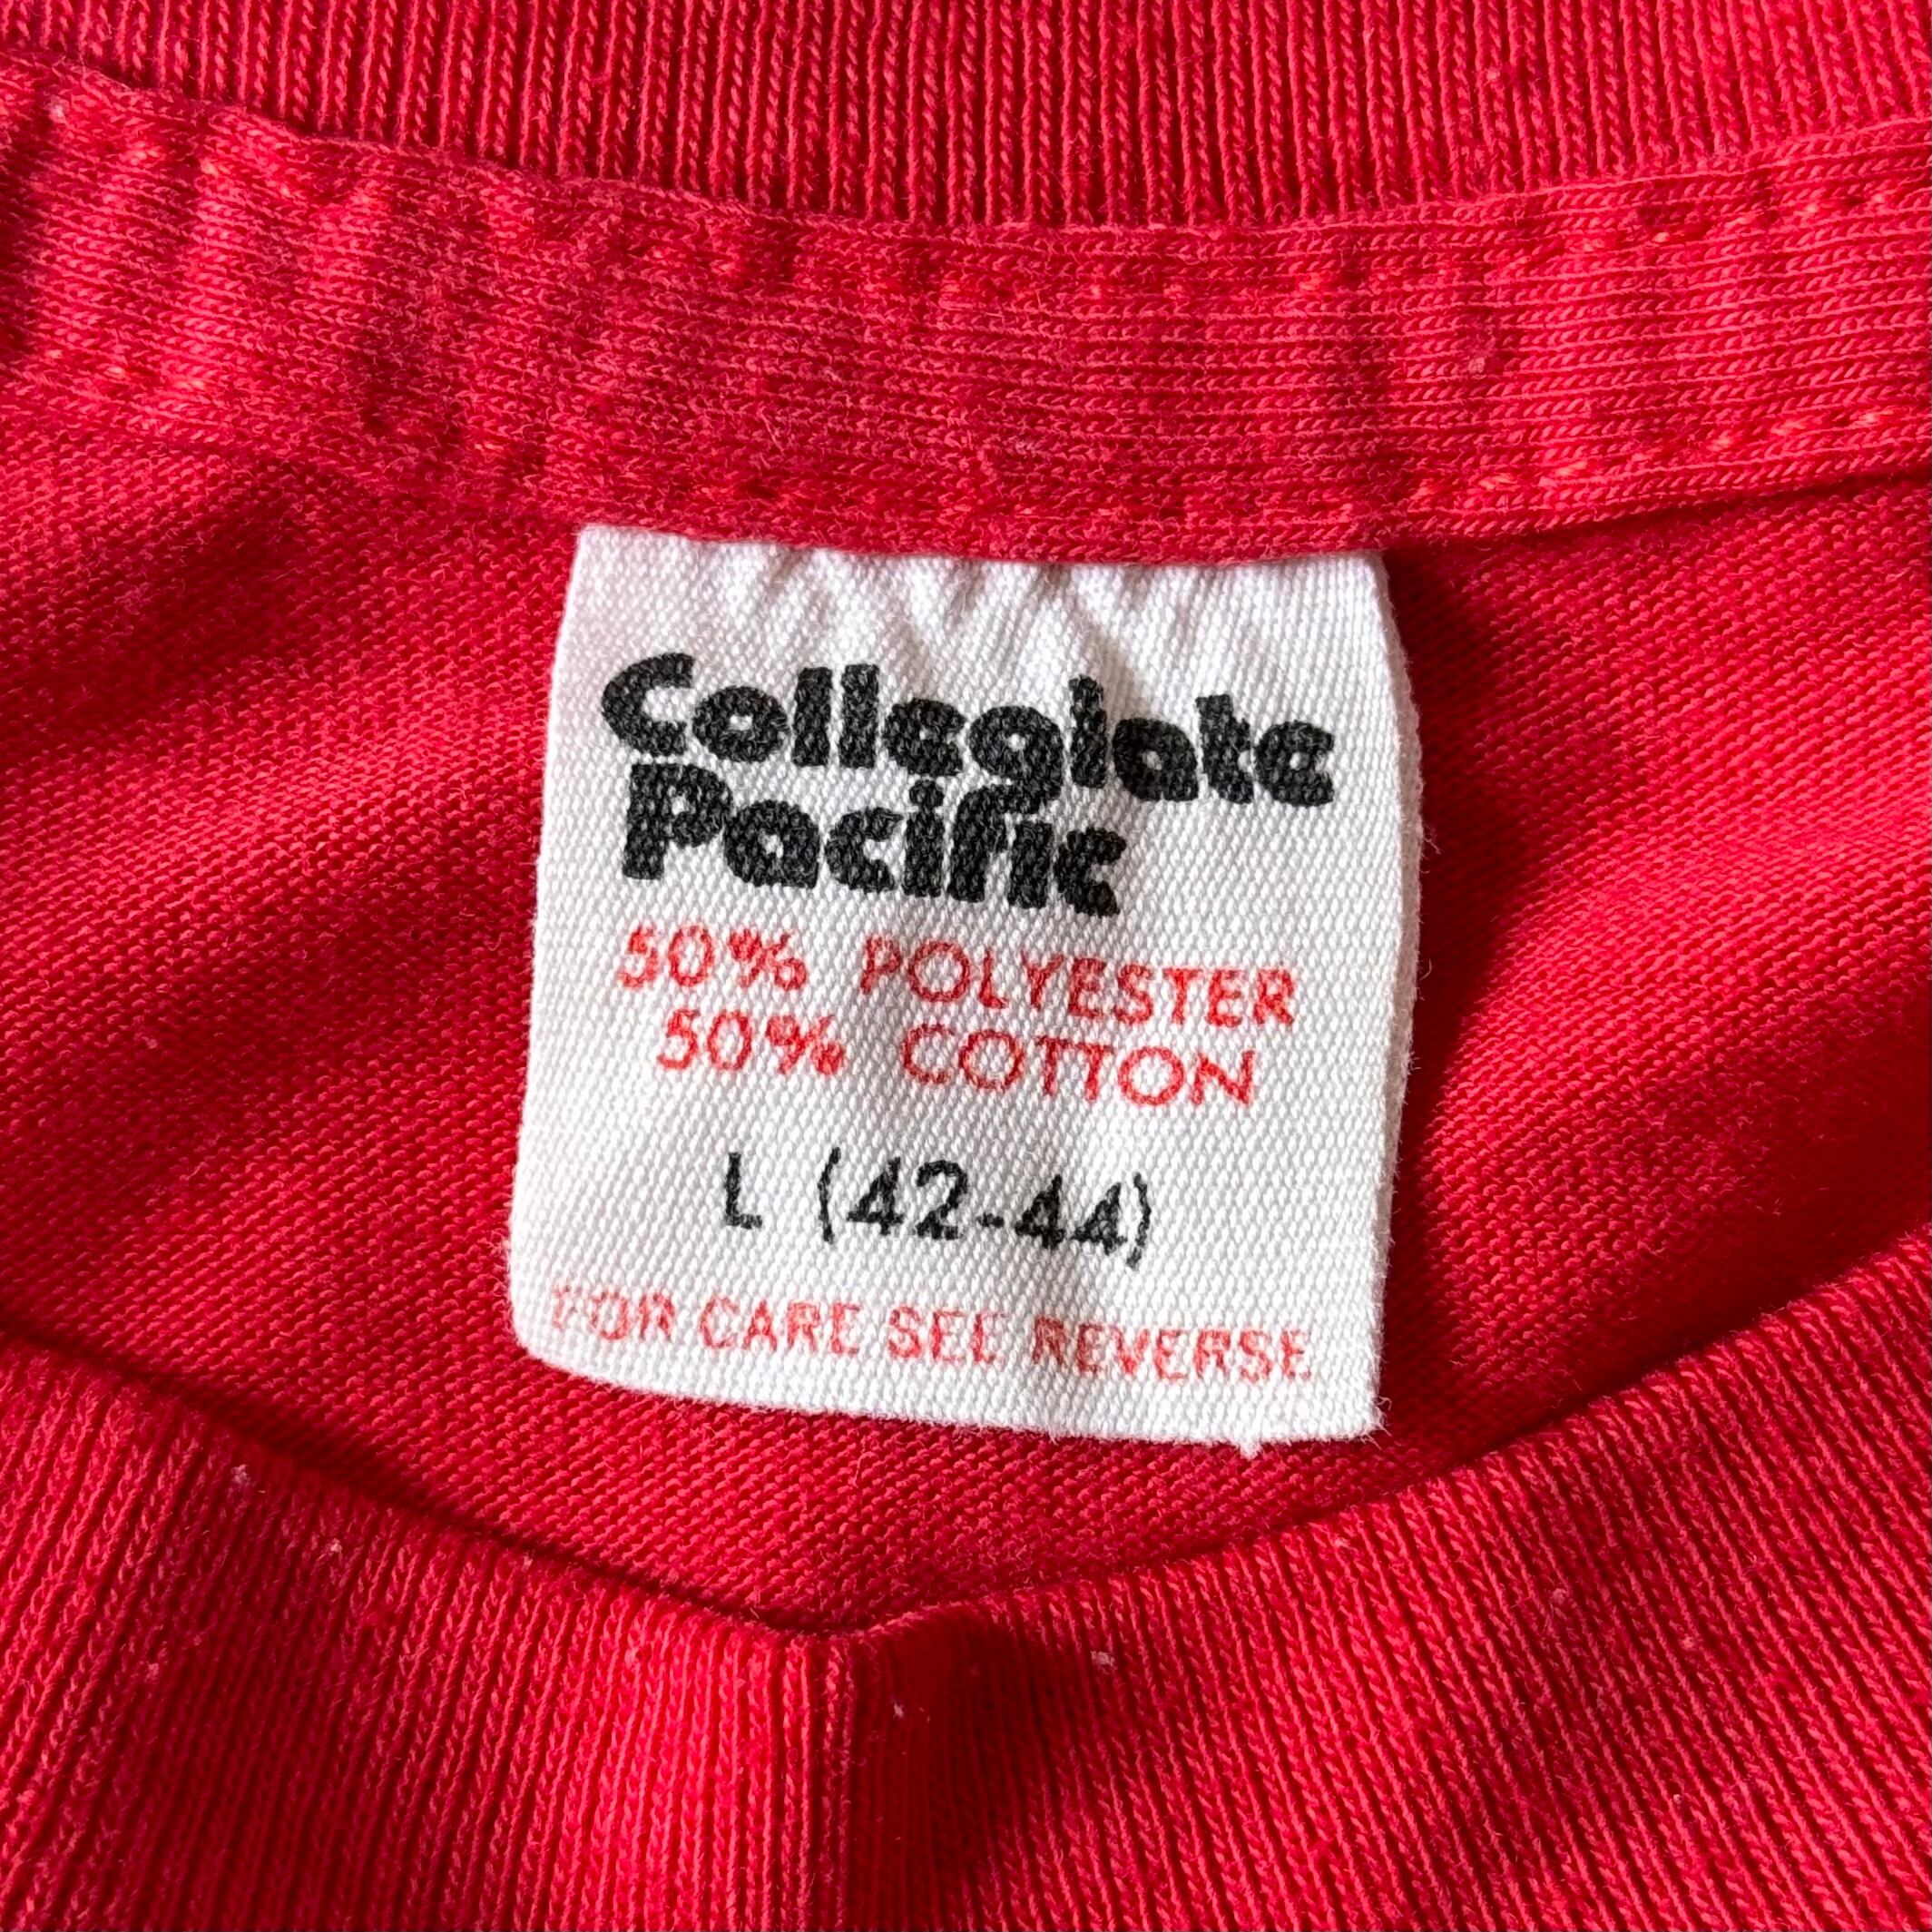 Collegiate
Pacific
50% POLYESTER
50% COTTON
L (42-44)
FOR CARE SEE REVERSE